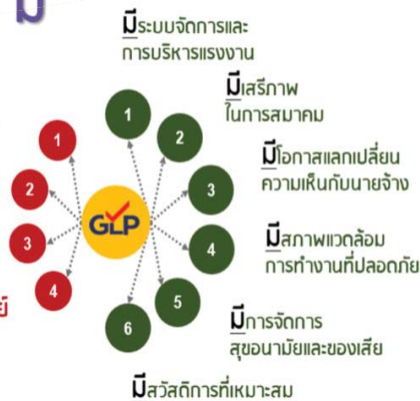 มี
มีระบบจัดการและ
การบริหารแรงงาน
มีเสรีภาพ
ในการสมาคม
มีโอกาสแลกเปลี่ยน
ความเห็นกับนายจ้าง
มีสภาพแวดล้อม
การทำงานที่ปลอดภัย
มีการจัดการ
สุขอนามัยและของเสีย
มีสวัสดิการที่เหมาะสม
1
2
3
4
GLP
1
2
3
4
5
6